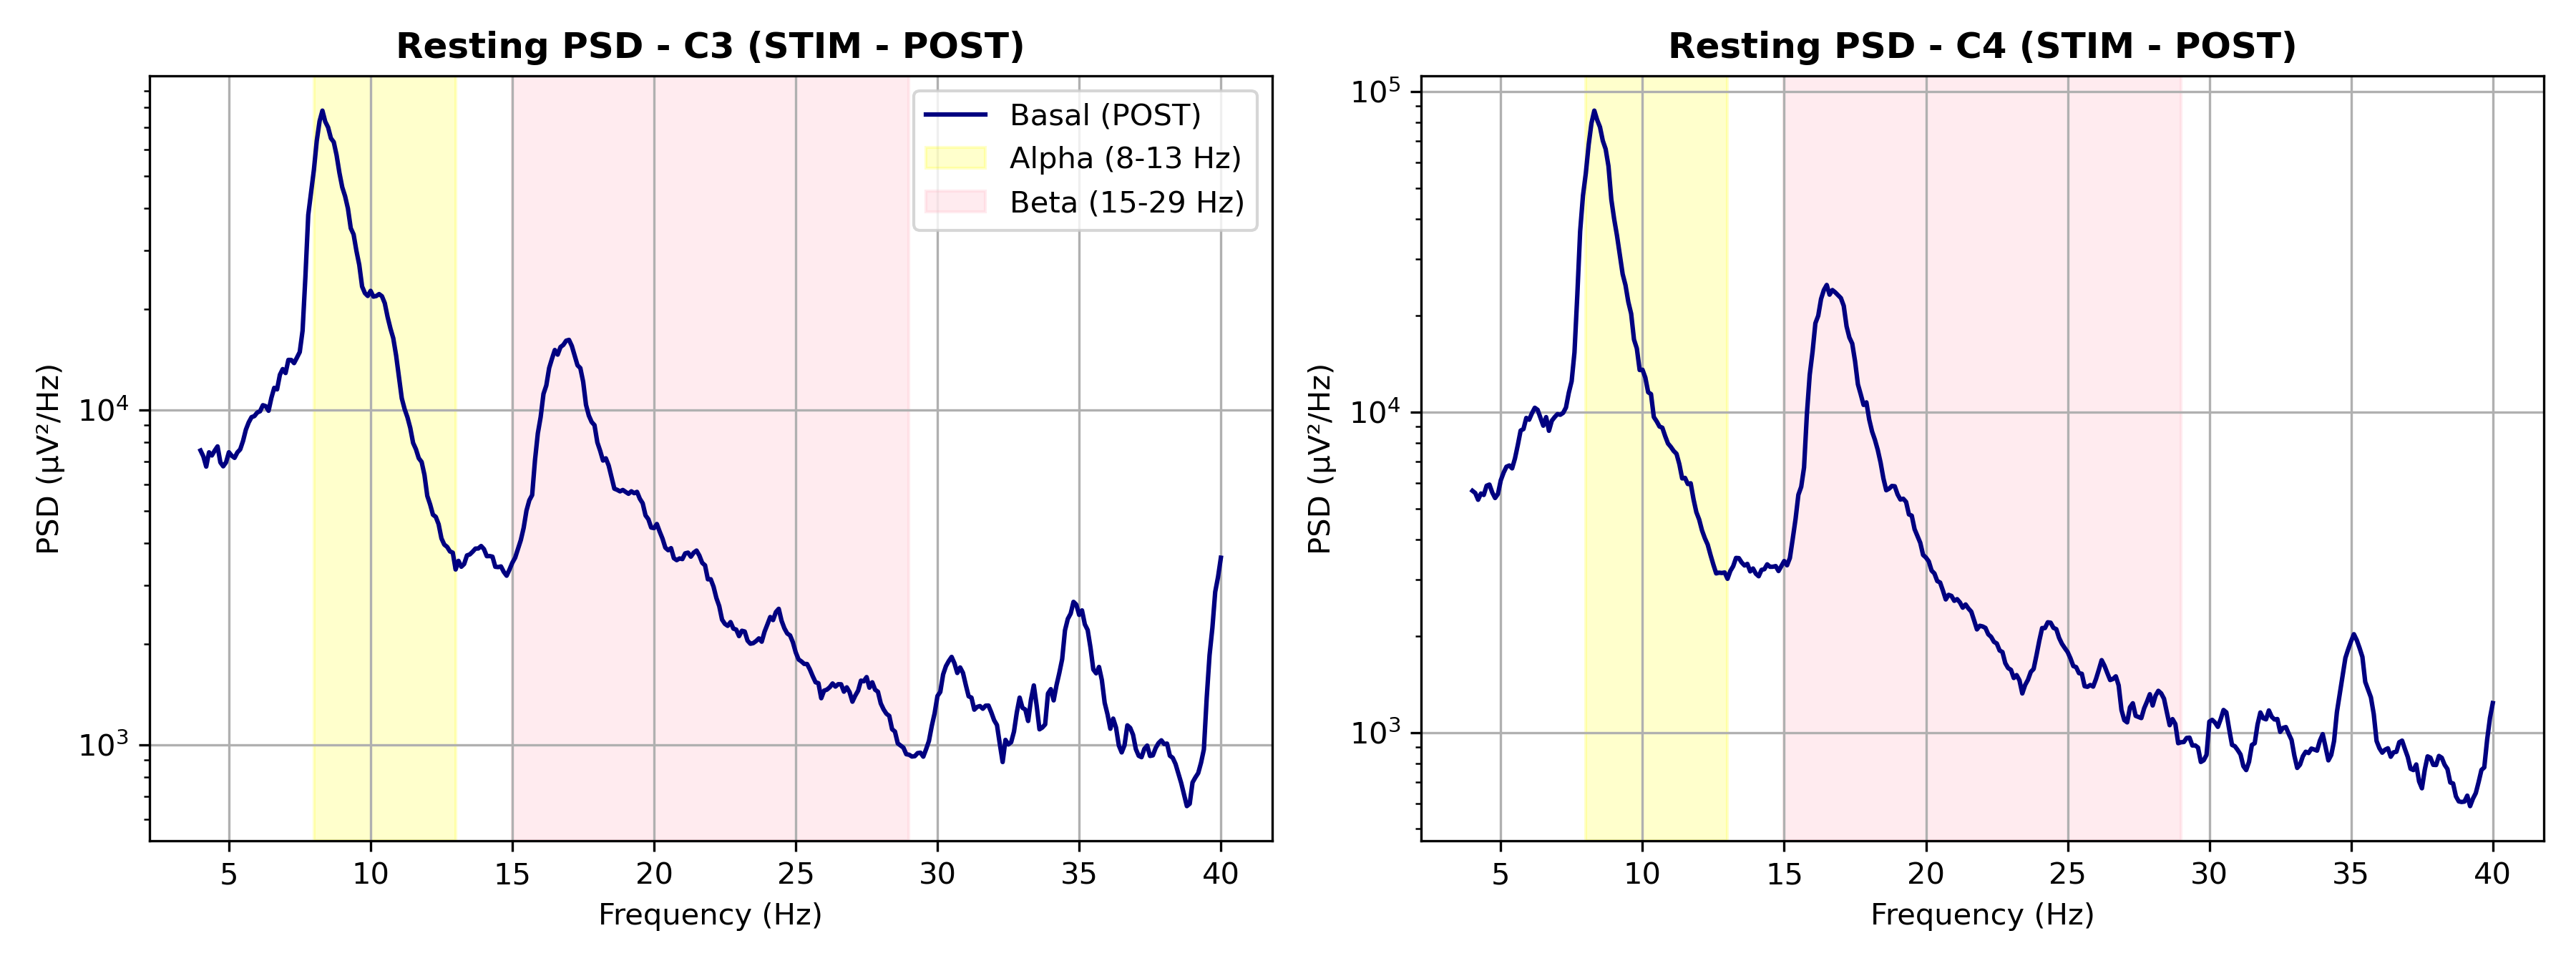 Resting PSD - C3 (STIM - POST)
PSD (µV²/Hz)
10⁴
10³
Basal (POST)
Alpha (8-13 Hz)
Beta (15-29 Hz)
5 10 15 20 25 30 35 40
Frequency (Hz)
Resting PSD - C4 (STIM - POST)
PSD (µV²/Hz)
10⁵
10⁴
10³
5 10 15 20 25 30 35 40
Frequency (Hz)